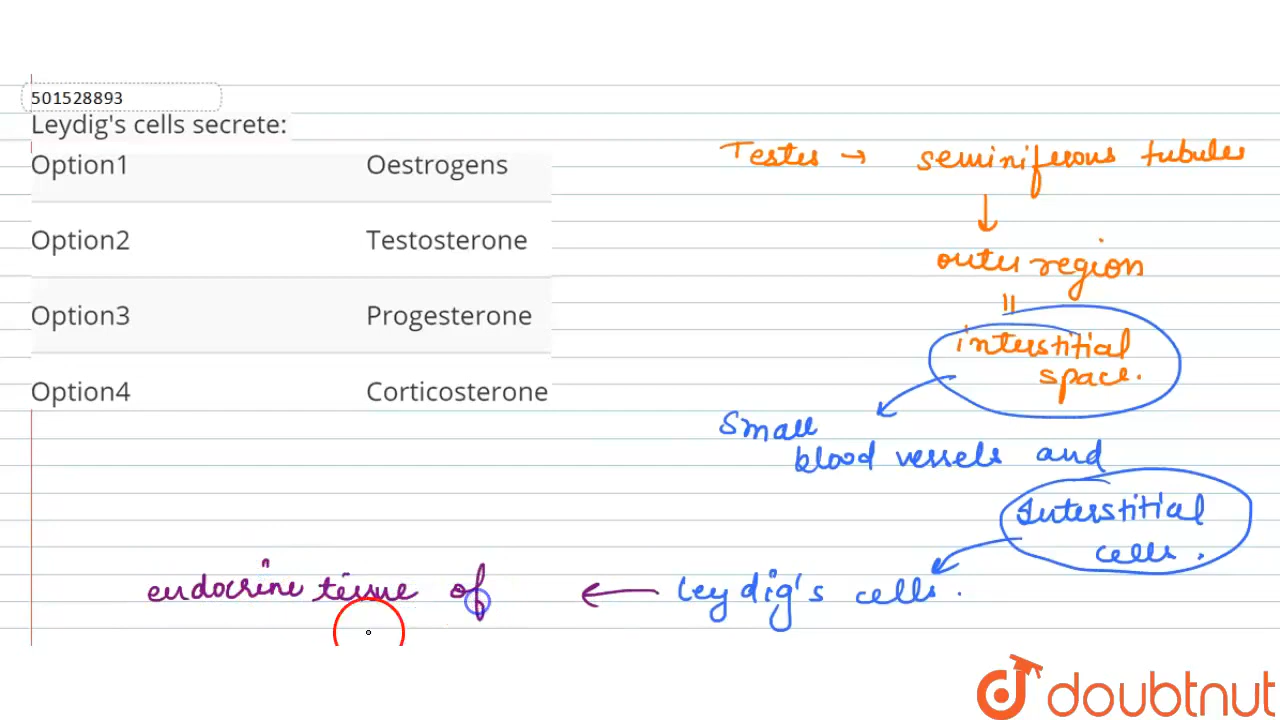 501528893
Leydig's cells secrete:
Option1 Oestrogens
Option2 Testosterone
Option3 Progesterone
Option4 Corticosterone
Testes → seminiferous tubules
↓
outer region
=
interstitial
space.
Small
blood vessels and
Interstitial
cells.
Leydig's cells.
← endocrine tissue of
doubtnut